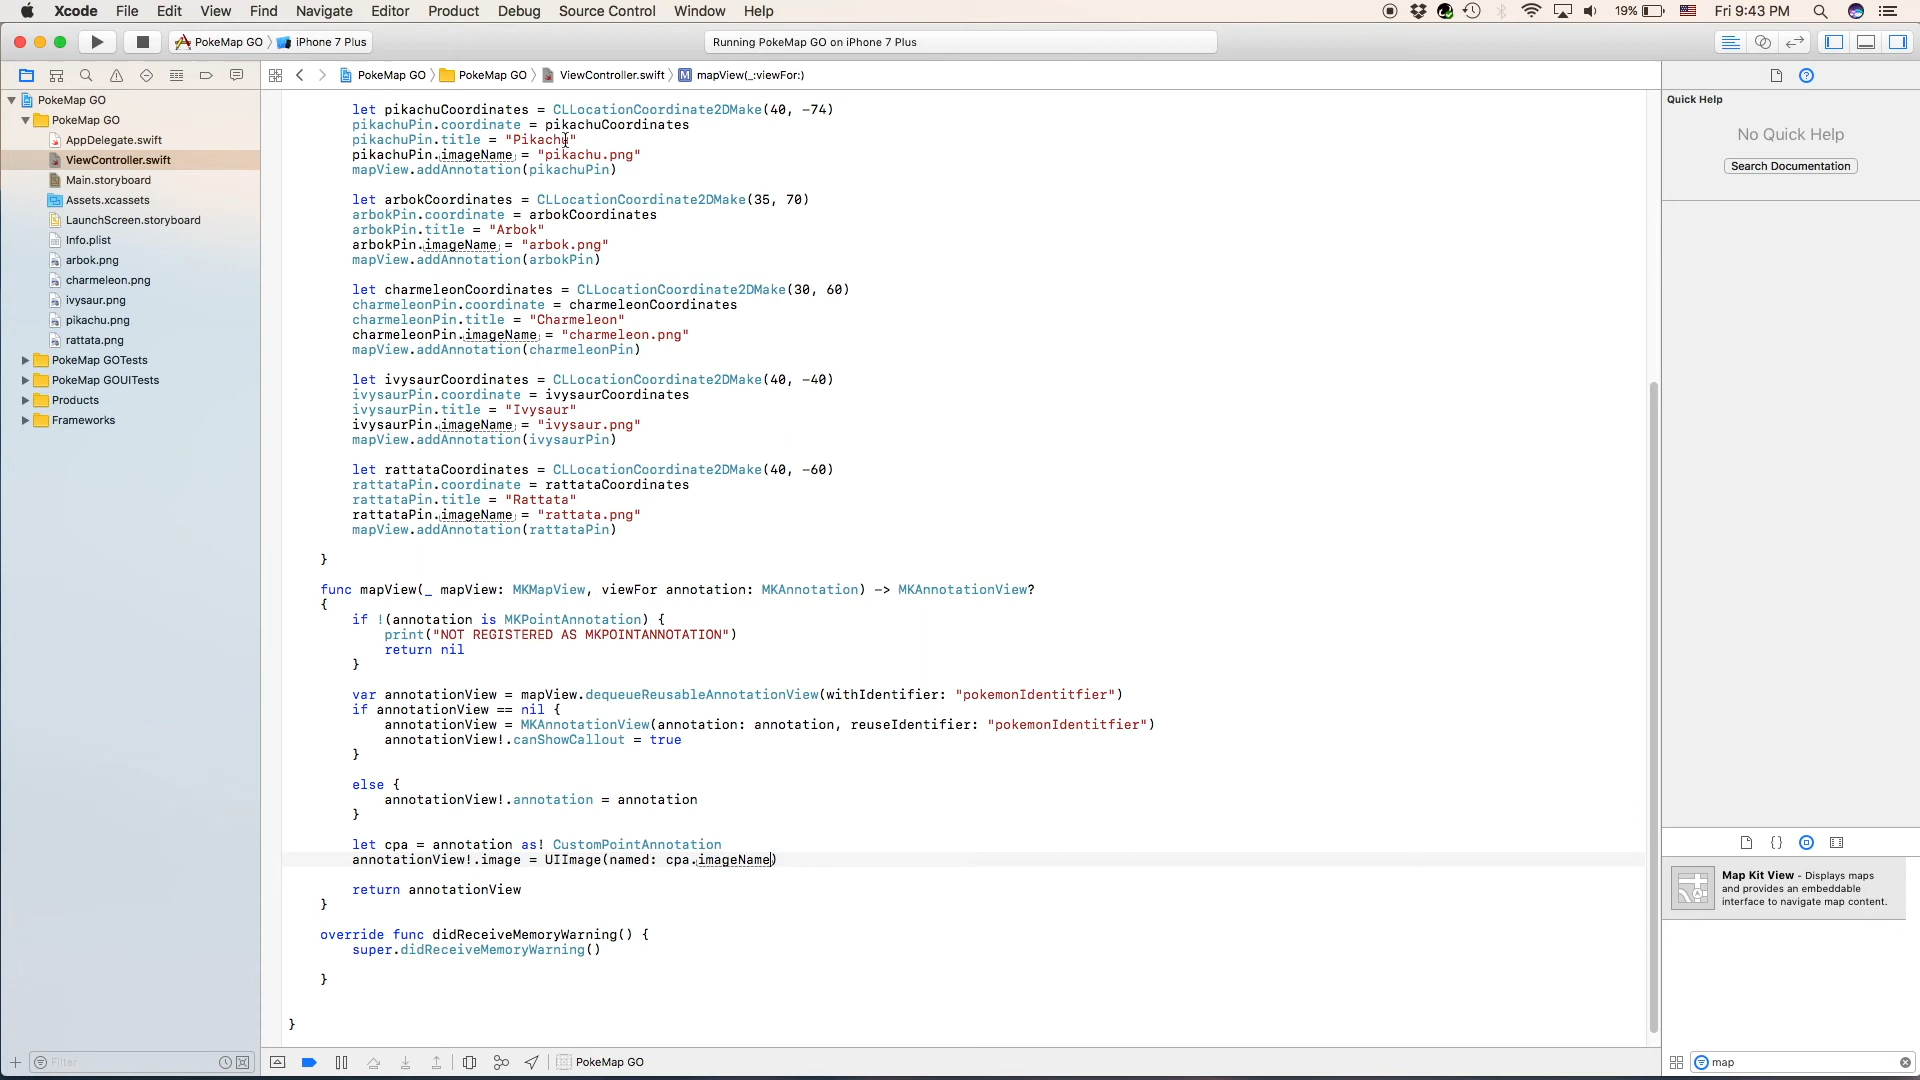 Xcode File Edit View Find Navigate Editor Product Debug Source Control Window Help 19% Fri 9:43 PM
PokeMap GO iPhone 7 Plus Running PokeMap GO on iPhone 7 Plus
PokeMap GO PokeMap GO ViewController.swift M mapView(_:viewFor:)
PokeMap GO
PokeMap GO
AppDelegate.swift
ViewController.swift
Main.storyboard
Assets.xcassets
LaunchScreen.storyboard
Info.plist
arbok.png
charmeleon.png
ivysaur.png
pikachu.png
rattata.png
PokeMap GOTests
PokeMap GOUITests
Products
Frameworks
Filter
let pikachuCoordinates = CLLocationCoordinate2DMake(40, -74)
pikachuPin.coordinate = pikachuCoordinates
pikachuPin.title = "Pikachu"
pikachuPin.imageName = "pikachu.png"
mapView.addAnnotation(pikachuPin)
let arbokCoordinates = CLLocationCoordinate2DMake(35, 70)
arbokPin.coordinate = arbokCoordinates
arbokPin.title = "Arbok"
arbokPin.imageName = "arbok.png"
mapView.addAnnotation(arbokPin)
let charmeleonCoordinates = CLLocationCoordinate2DMake(30, 60)
charmeleonPin.coordinate = charmeleonCoordinates
charmeleonPin.title = "Charmeleon"
charmeleonPin.imageName = "charmeleon.png"
mapView.addAnnotation(charmeleonPin)
let ivysaurCoordinates = CLLocationCoordinate2DMake(40, -40)
ivysaurPin.coordinate = ivysaurCoordinates
ivysaurPin.title = "Ivysaur"
ivysaurPin.imageName = "ivysaur.png"
mapView.addAnnotation(ivysaurPin)
let rattataCoordinates = CLLocationCoordinate2DMake(40, -60)
rattataPin.coordinate = rattataCoordinates
rattataPin.title = "Rattata"
rattataPin.imageName = "rattata.png"
mapView.addAnnotation(rattataPin)
}
func mapView(_ mapView: MKMapView, viewFor annotation: MKAnnotation) -> MKAnnotationView?
{
if !(annotation is MKPointAnnotation) {
print("NOT REGISTERED AS MKPOINTANNOTATION")
return nil
}
var annotationView = mapView.dequeueReusableAnnotationView(withIdentifier: "pokemonIdentitfier")
if annotationView == nil {
annotationView = MKAnnotationView(annotation: annotation, reuseIdentifier: "pokemonIdentitfier")
annotationView!.canShowCallout = true
}
else {
annotationView!.annotation = annotation
}
let cpa = annotation as! CustomPointAnnotation
annotationView!.image = UIImage(named: cpa.imageName)
return annotationView
}
override func didReceiveMemoryWarning() {
super.didReceiveMemoryWarning()
}
}
PokeMap GO
Quick Help
No Quick Help
Search Documentation
{}
Map Kit View - Displays maps
and provides an embeddable
interface to navigate map content.
map